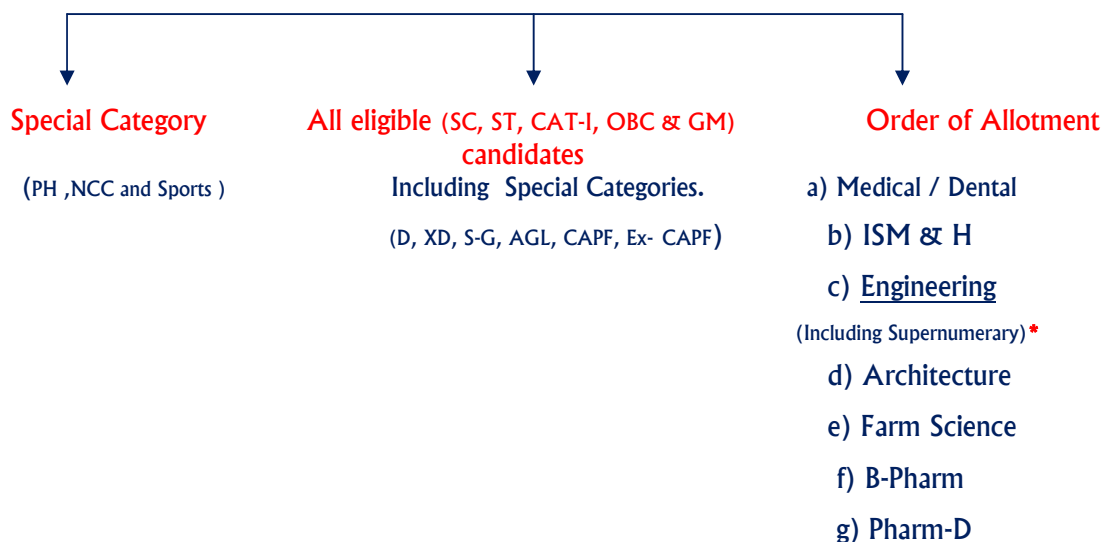 Special Category
(PH ,NCC and Sports )
All eligible (SC, ST, CAT-I, OBC & GM)
candidates
Including Special Categories.
(D, XD, S-G, AGL, CAPF, Ex- CAPF)
Order of Allotment
a) Medical / Dental
b) ISM & H
c) Engineering
(Including Supernumerary)*
d) Architecture
e) Farm Science
f) B-Pharm
g) Pharm-D